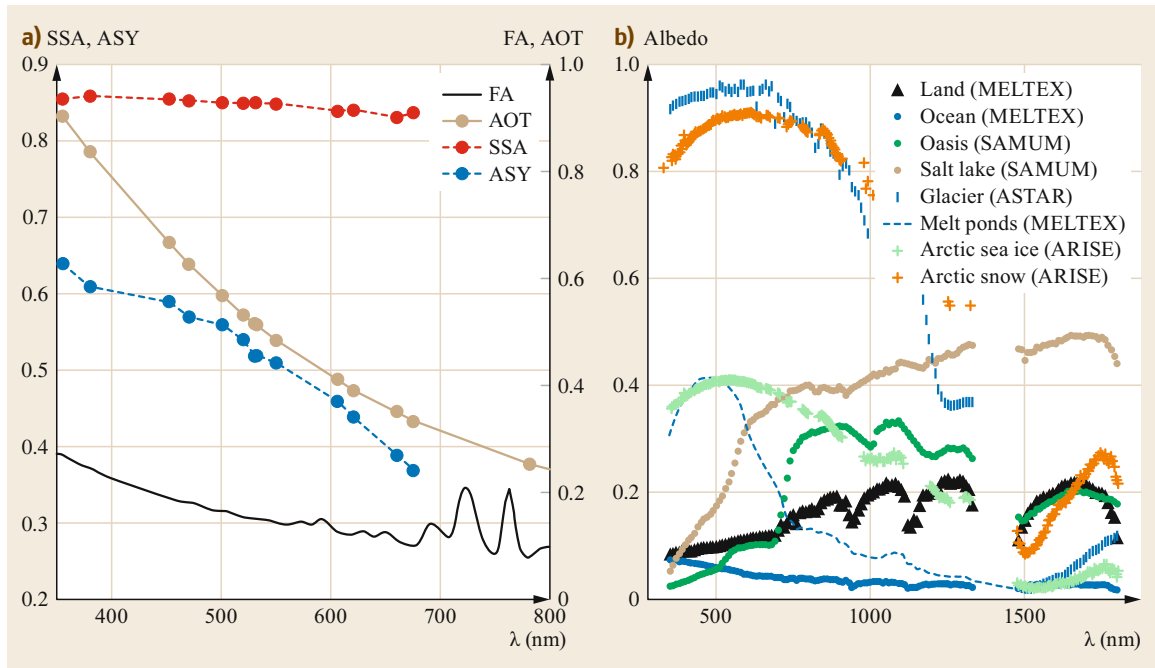 a) SSA, ASY
FA, AOT
0.9
0.8
0.7
0.6
0.5
0.4
0.3
0.2
1.0
0.8
0.6
0.4
0.2
0
400
500
600
700
800
λ (nm)
FA
AOT
SSA
ASY
b) Albedo
1.0
0.8
0.6
0.4
0.2
0
500
1000
1500
λ (nm)
Land (MELTEX)
Ocean (MELTEX)
Oasis (SAMUM)
Salt lake (SAMUM)
Glacier (ASTAR)
Melt ponds (MELTEX)
Arctic sea ice (ARISE)
Arctic snow (ARISE)